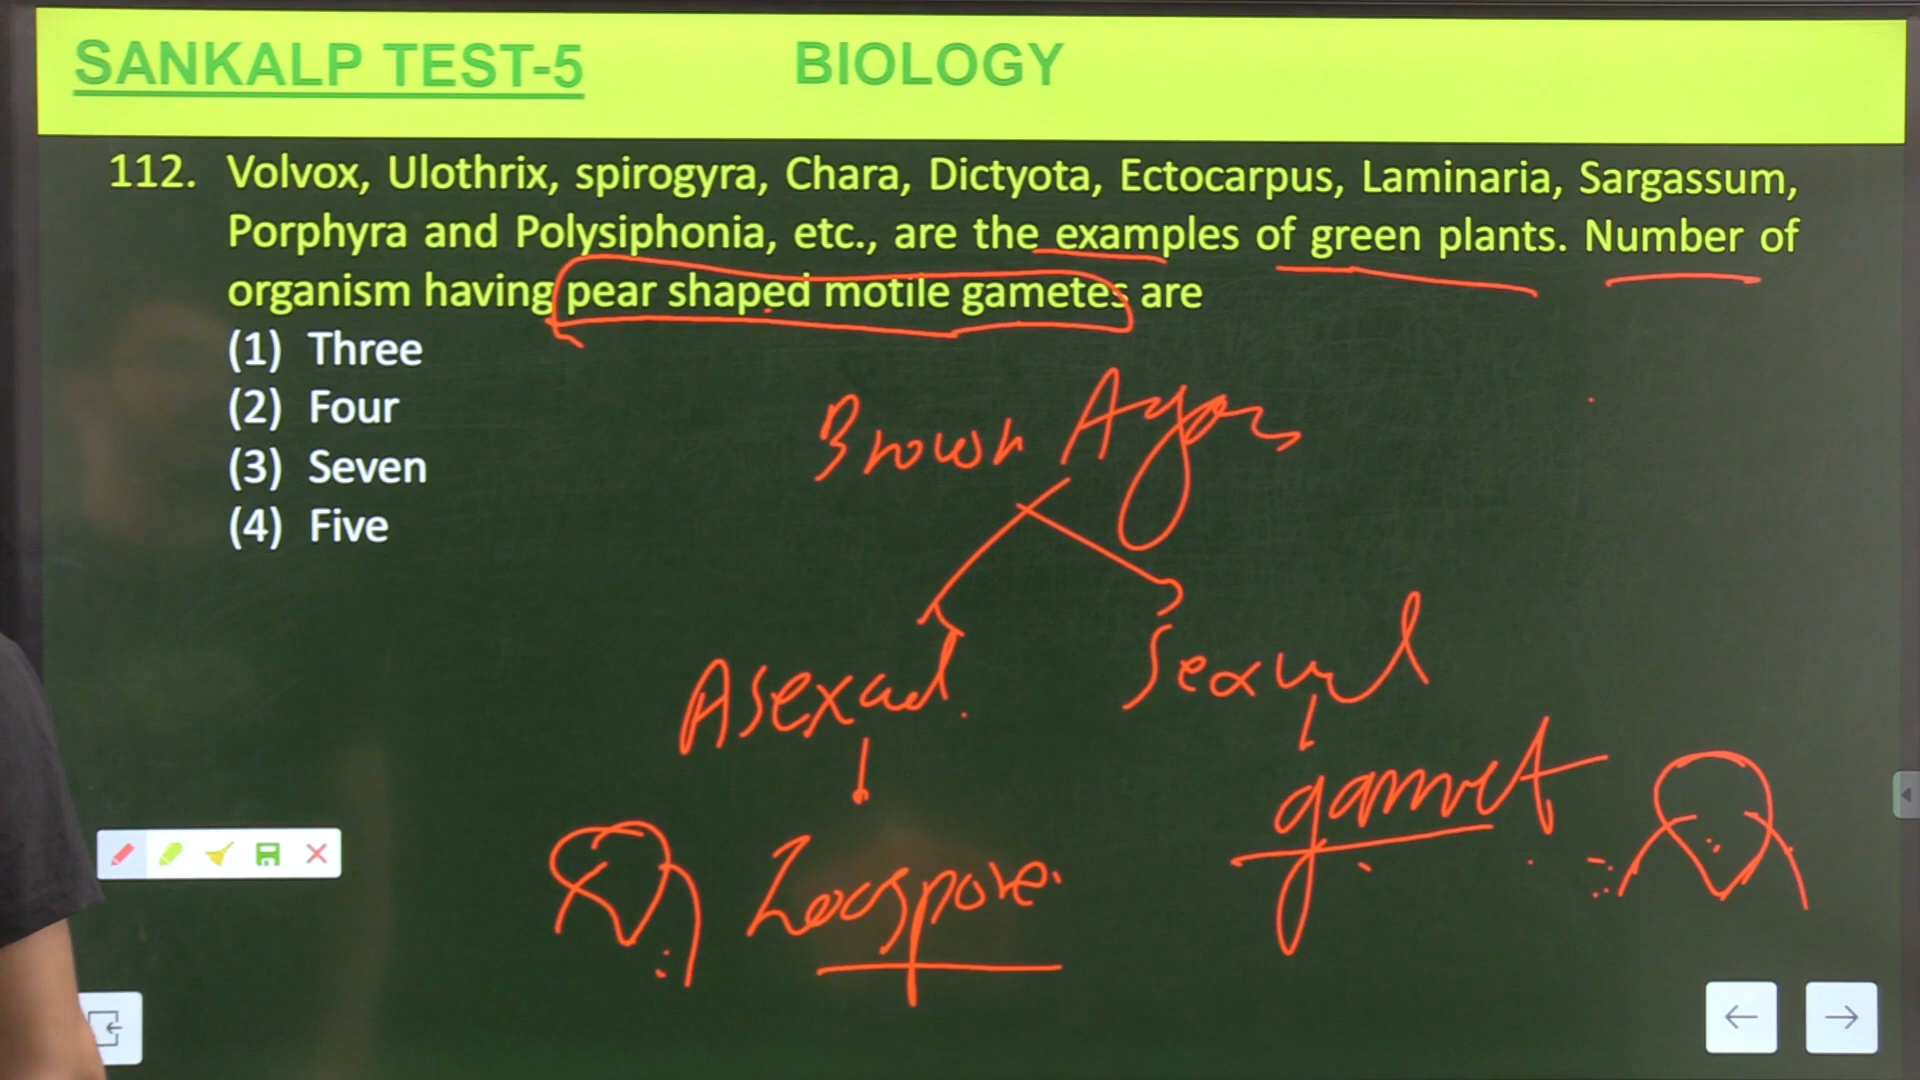 SANKALP TEST-5 BIOLOGY
112. Volvox, Ulothrix, spirogyra, Chara, Dictyota, Ectocarpus, Laminaria, Sargassum,
Porphyra and Polysiphonia, etc., are the examples of green plants. Number of
organism having pear shaped motile gametes are
(1) Three
(2) Four
(3) Seven
(4) Five
Brown
Asexual Sexual
gamet
Zoospore